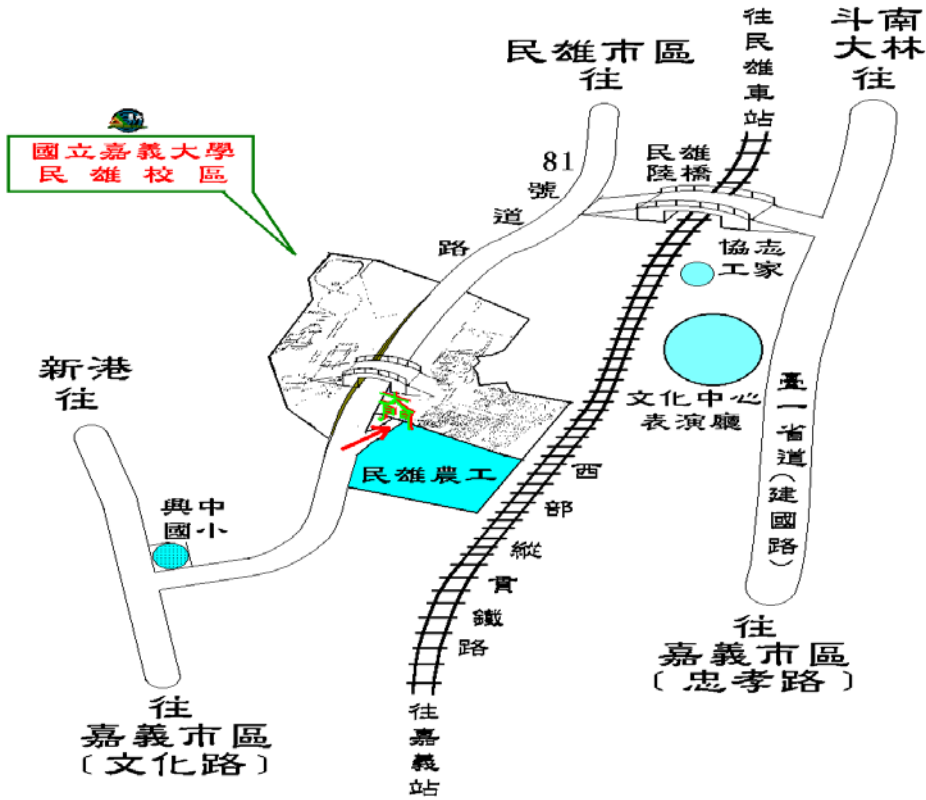 斗南
大林
往
往民雄車站
民雄市區
往
國立嘉義大學
民雄校區
81號道路
民雄
陸橋
協志
工家
文化中心
表演廳
臺一省道(建國路)
新港
往
民雄農工
興中
國小
西部縱貫鐵路
往
嘉義市區
(忠孝路)
往
嘉義市區
(文化路)
往嘉義站